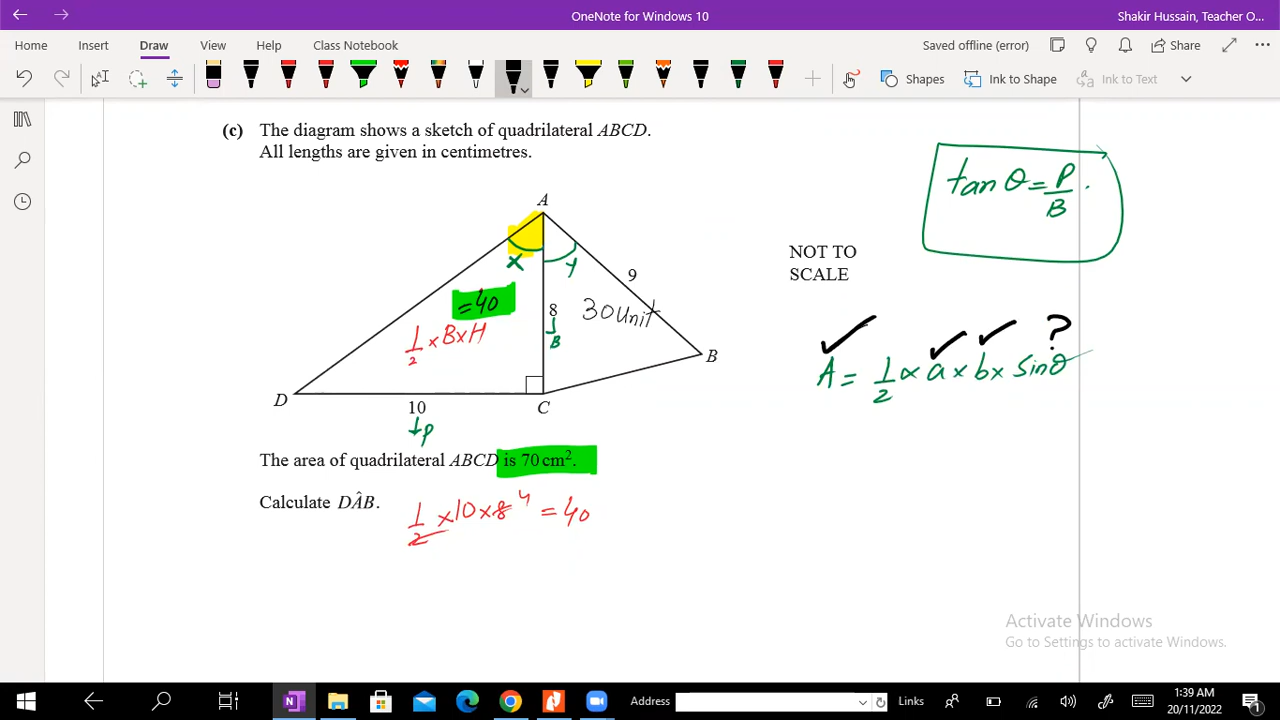 OneNote for Windows 10
Shakir Hussain, Teacher O...
Home Insert Draw View Help Class Notebook
Saved offline (error) Share
Shapes Ink to Shape Ink to Text
(c) The diagram shows a sketch of quadrilateral ABCD.
All lengths are given in centimetres.
tan θ = P/B
A
x
y
NOT TO
SCALE
9
= 40
8
B
30 Unit
1/2 × B × H
B
?
A = 1/2 × a × b × Sinθ
D
10
C
P
The area of quadrilateral ABCD is 70 cm².
Calculate DÂB.
1/2 × 10 × 8 4 = 40
Activate Windows
Go to Settings to activate Windows.
Address
Links
1:39 AM
20/11/2022
1